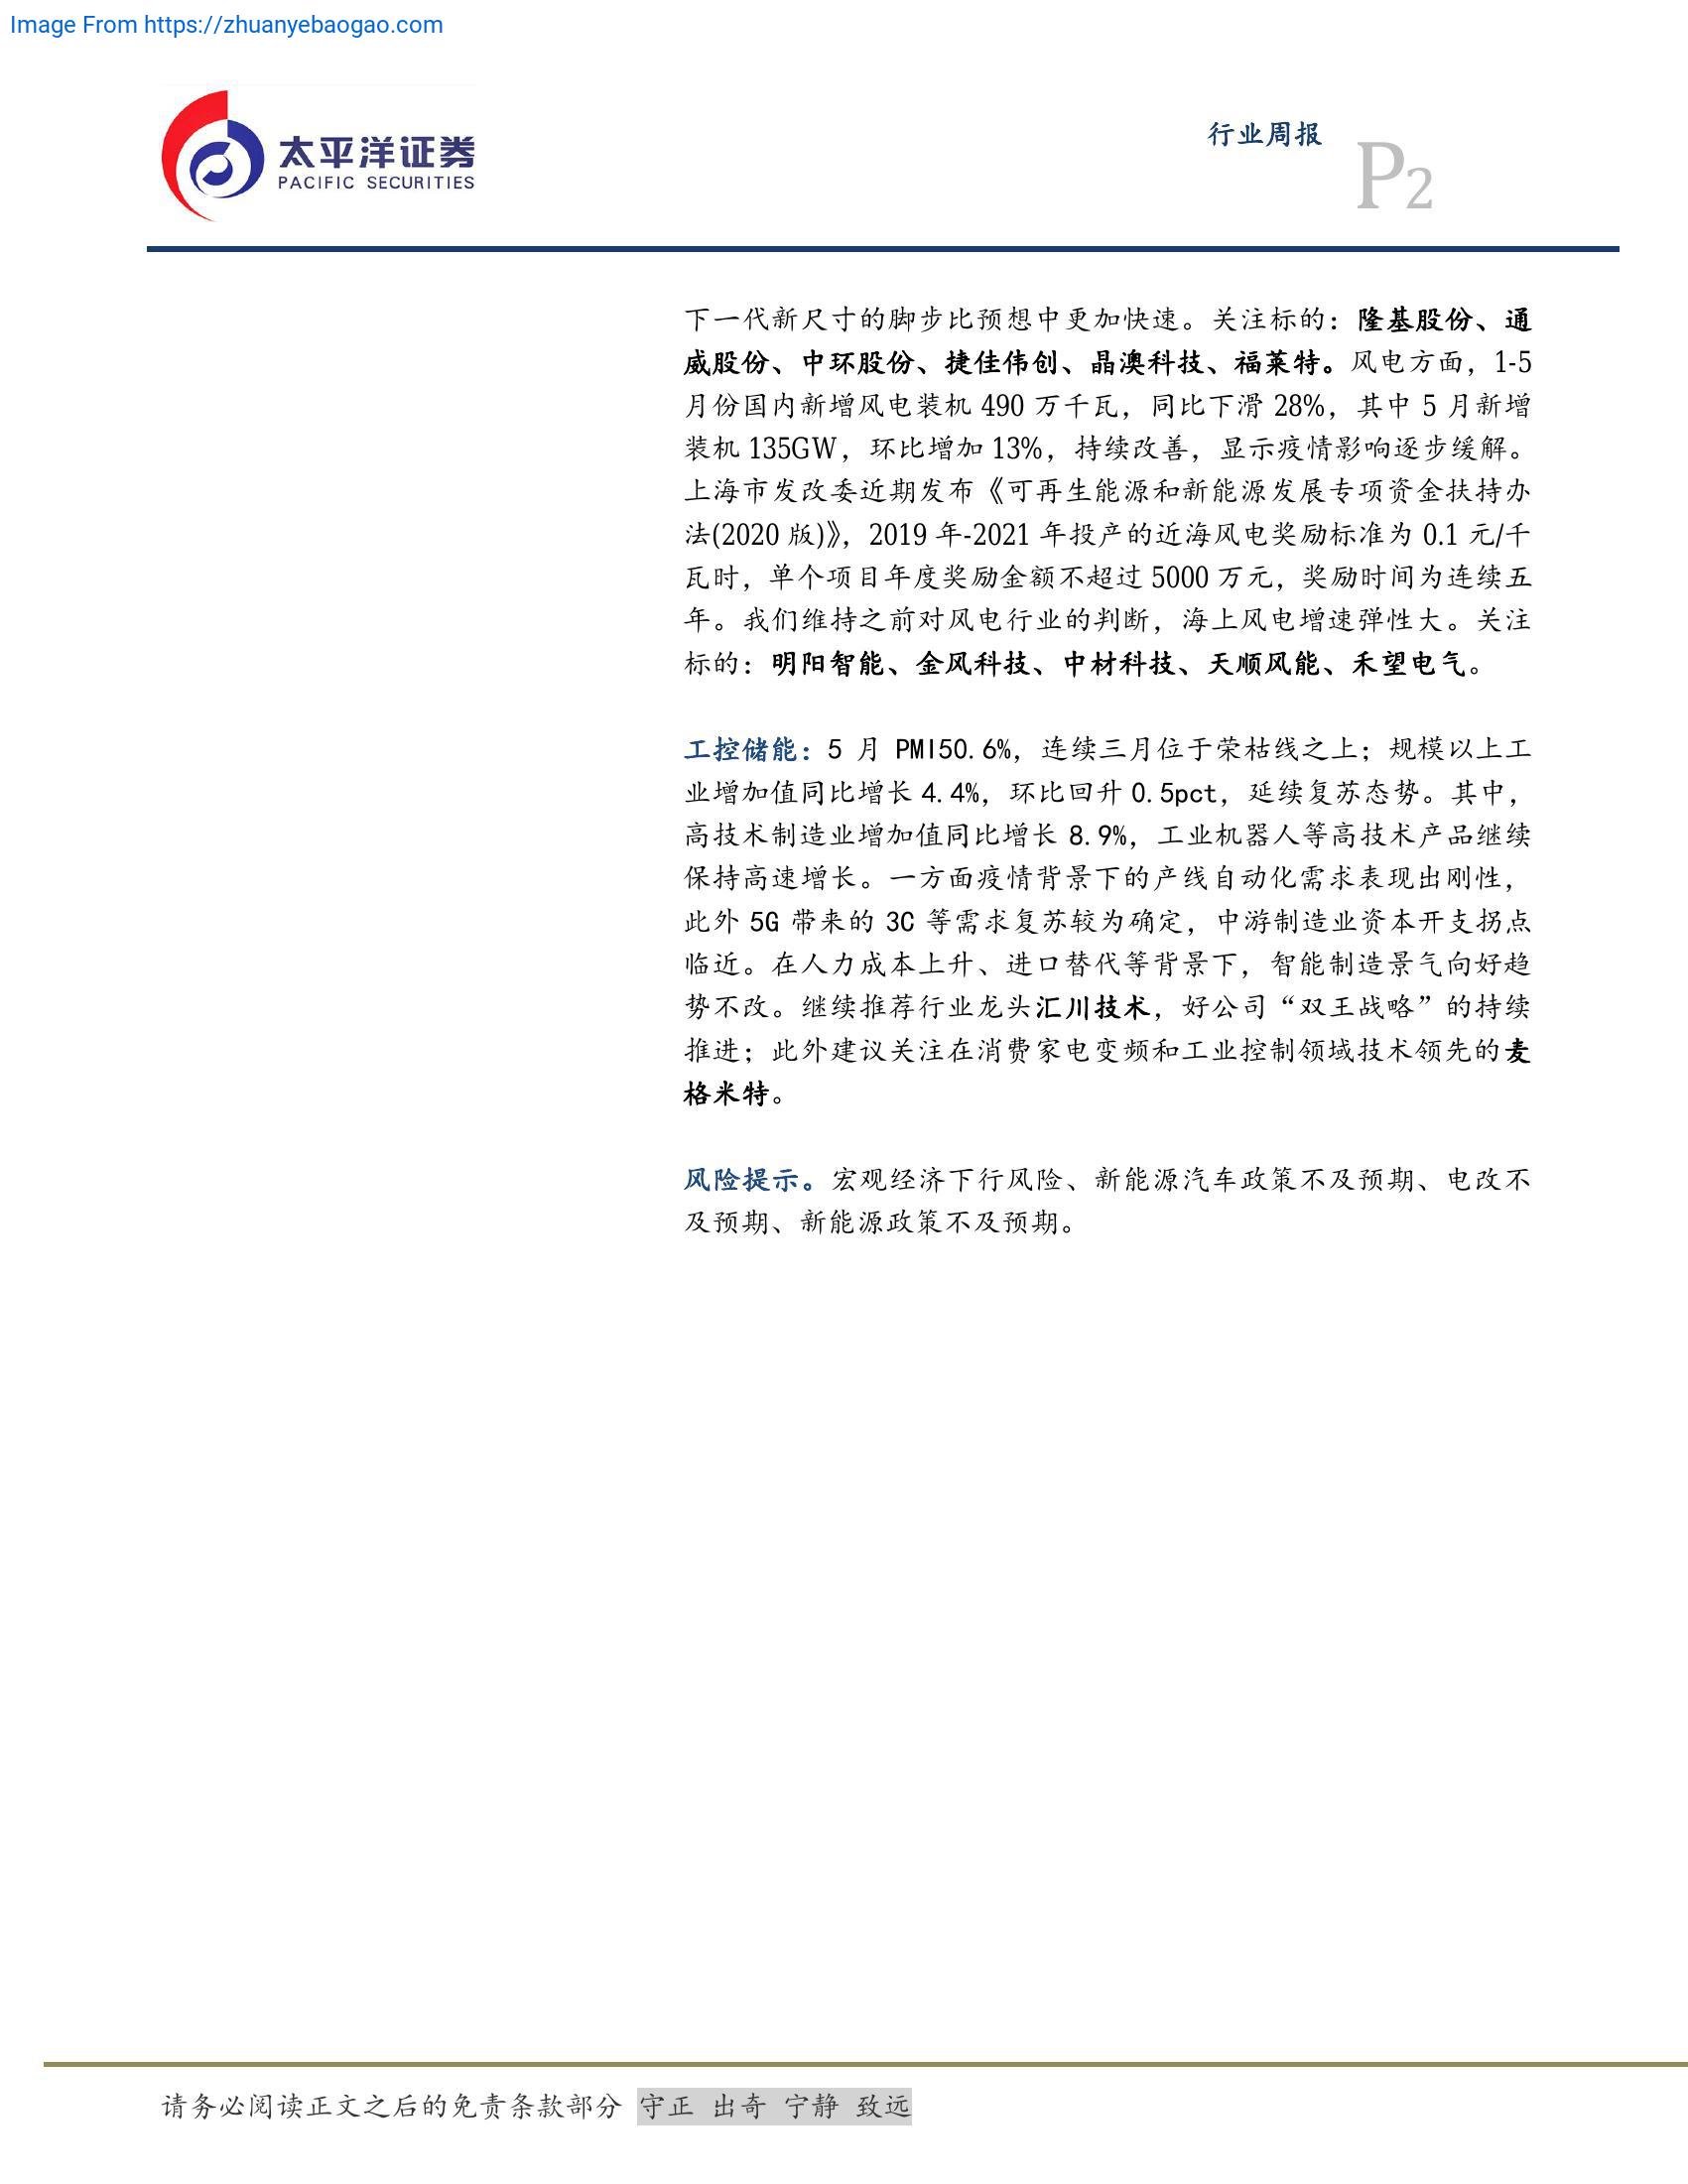 Image From https://zhuanyebaogao.com
太平洋证券
PACIFIC SECURITIES
行业周报
P2
下一代新尺寸的脚步比预想中更加快速。关注标的：隆基股份、通
威股份、中环股份、捷佳伟创、晶澳科技、福莱特。风电方面，1-5
月份国内新增风电装机 490 万千瓦，同比下滑 28%，其中 5 月新增
装机 135GW，环比增加 13%，持续改善，显示疫情影响逐步缓解。
上海市发改委近期发布《可再生能源和新能源发展专项资金扶持办
法(2020 版)》，2019 年-2021 年投产的近海风电奖励标准为 0.1 元/千
瓦时，单个项目年度奖励金额不超过 5000 万元，奖励时间为连续五
年。我们维持之前对风电行业的判断，海上风电增速弹性大。关注
标的：明阳智能、金风科技、中材科技、天顺风能、禾望电气。
工控储能：5 月 PMI50.6%，连续三月位于荣枯线之上；规模以上工
业增加值同比增长 4.4%，环比回升 0.5pct，延续复苏态势。其中，
高技术制造业增加值同比增长 8.9%，工业机器人等高技术产品继续
保持高速增长。一方面疫情背景下的产线自动化需求表现出刚性，
此外 5G 带来的 3C 等需求复苏较为确定，中游制造业资本开支拐点
临近。在人力成本上升、进口替代等背景下，智能制造景气向好趋
势不改。继续推荐行业龙头汇川技术，好公司“双王战略”的持续
推进；此外建议关注在消费家电变频和工业控制领域技术领先的麦
格米特。
风险提示。宏观经济下行风险、新能源汽车政策不及预期、电改不
及预期、新能源政策不及预期。
请务必阅读正文之后的免责条款部分 守正 出奇 宁静 致远